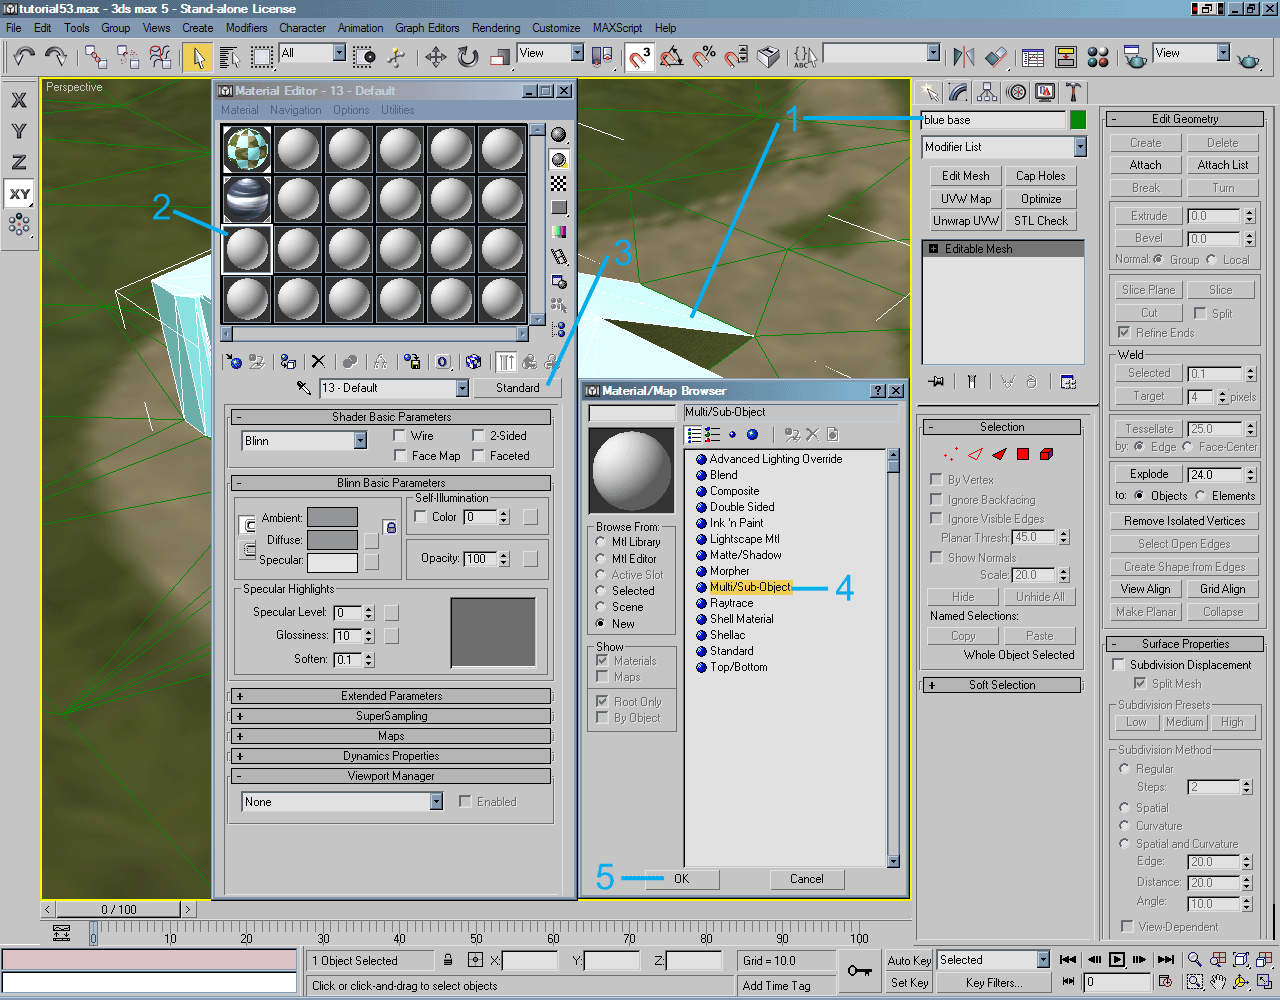 tutorial53.max - 3ds max 5 - Stand-alone License
File Edit Tools Group Views Create Modifiers Character Animation Graph Editors Rendering Customize MAXScript Help
All View 3 ABC View
X
Y
Z
XY
Perspective
Material Editor - 13 - Default
Material Navigation Options Utilities
13 - Default Standard
- Shader Basic Parameters
Blinn Wire 2-Sided
Face Map Faceted
- Blinn Basic Parameters
Self-Illumination
Ambient: Color 0
Diffuse:
Specular: Opacity: 100
Specular Highlights
Specular Level: 0
Glossiness: 10
Soften: 0.1
+ Extended Parameters
+ SuperSampling
+ Maps
+ Dynamics Properties
- Viewport Manager
None Enabled
1
2
3
4
5
Material/Map Browser ?
Multi/Sub-Object
Advanced Lighting Override
Blend
Composite
Double Sided
Ink 'n Paint
Lightscape Mtl
Matte/Shadow
Morpher
Multi/Sub-Object
Raytrace
Shell Material
Shellac
Standard
Top/Bottom
Browse From:
Mtl Library
Mtl Editor
Active Slot
Selected
Scene
New
Show
Materials
Maps
Root Only
By Object
OK Cancel
blue base
Modifier List
Edit Mesh Cap Holes
UVW Map Optimize
Unwrap UVW STL Check
Editable Mesh
- Selection
By Vertex
Ignore Backfacing
Ignore Visible Edges
Planar Thresh: 45.0
Show Normals
Scale: 20.0
Hide Unhide All
Named Selections:
Copy Paste
Whole Object Selected
+ Soft Selection
- Edit Geometry
Create Delete
Attach Attach List
Break Turn
Extrude 0.0
Bevel 0.0
Normal: Group Local
Slice Plane Slice
Cut Split
Refine Ends
Weld
Selected 0.1
Target 4 pixels
Tessellate 25.0
by: Edge Face-Center
Explode 24.0
to: Objects Elements
Remove Isolated Vertices
Select Open Edges
Create Shape from Edges
View Align Grid Align
Make Planar Collapse
- Surface Properties
Subdivision Displacement
Split Mesh
Subdivision Presets
Low Medium High
Subdivision Method
Regular
Steps: 2
Spatial
Curvature
Spatial and Curvature
Edge: 20.0
Distance: 20.0
Angle: 10.0
View-Dependent
< 0 / 100 >
0 10 20 30 40 50 60 70 80 90 100
1 Object Selected X: Y: Z: Grid = 10.0 Auto Key Selected
Click or click-and-drag to select objects Add Time Tag Set Key Key Filters... 0